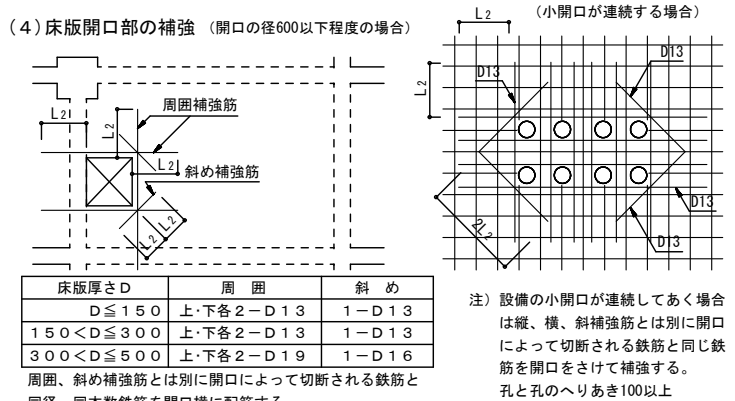 (4)床版開口部の補強 (開口の径600以下程度の場合)
L2
周囲補強筋
L2
L2
斜め補強筋
L2
L2
床版厚さD 周 囲 斜 め
D≦150 上・下各2－D13 1－D13
150<D≦300 上・下各2－D13 1－D13
300<D≦500 上・下各2－D19 1－D16
周囲、斜め補強筋とは別に開口によって切断される鉄筋と
(小開口が連続する場合)
L2
D13
D13
L2
D13
2L2
D13
注) 設備の小開口が連続してあく場合
は縦、横、斜補強筋とは別に開口
によって切断される鉄筋と同じ鉄
筋を開口をさけて補強する。
孔と孔のへりあき100以上